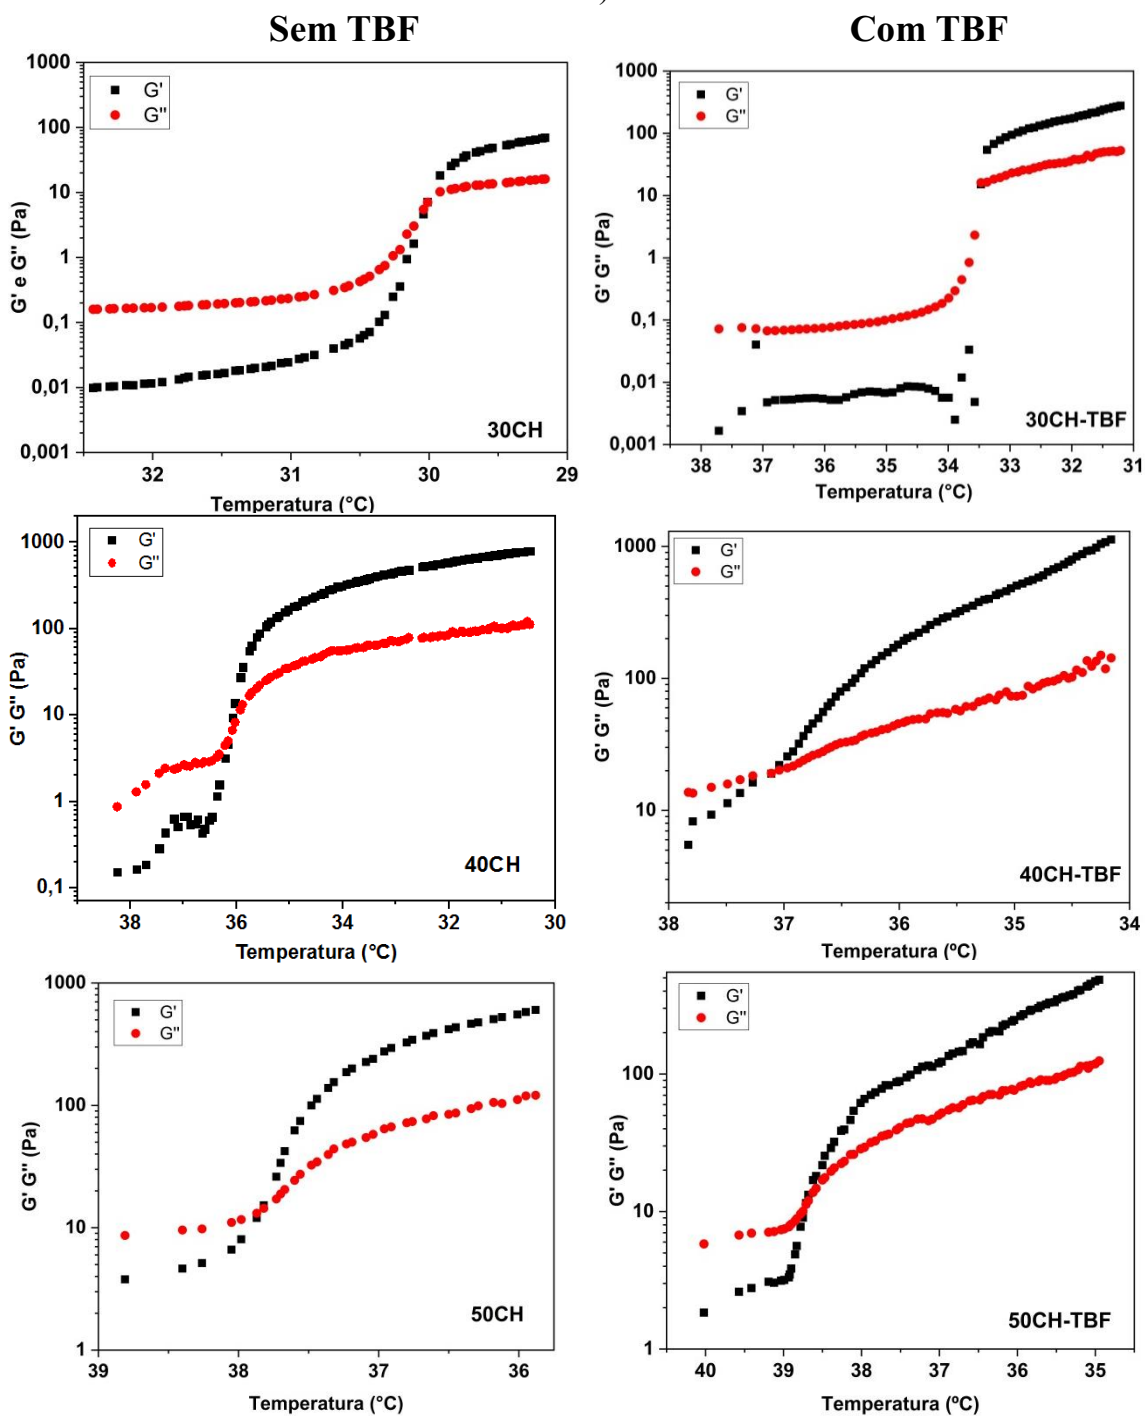 )
Sem TBF
Com TBF
1000
100
10
1
0,1
0,01
0,001
G' e G'' (Pa)
G'
G''
30CH
32 31 30 29
Temperatura (°C)
1000
100
10
1
0,1
0,01
0,001
G' G'' (Pa)
G'
G''
30CH-TBF
38 37 36 35 34 33 32 31
Temperatura (°C)
1000
100
10
1
0,1
G' G'' (Pa)
G'
G''
40CH
38 36 34 32 30
Temperatura (°C)
1000
100
10
G' G'' (Pa)
G'
G''
40CH-TBF
38 37 36 35 34
Temperatura (ºC)
1000
100
10
1
G' G'' (Pa)
G'
G''
50CH
39 38 37 36
Temperatura (°C)
100
10
1
G' G'' (Pa)
G'
G''
50CH-TBF
40 39 38 37 36 35
Temperatura (ºC)